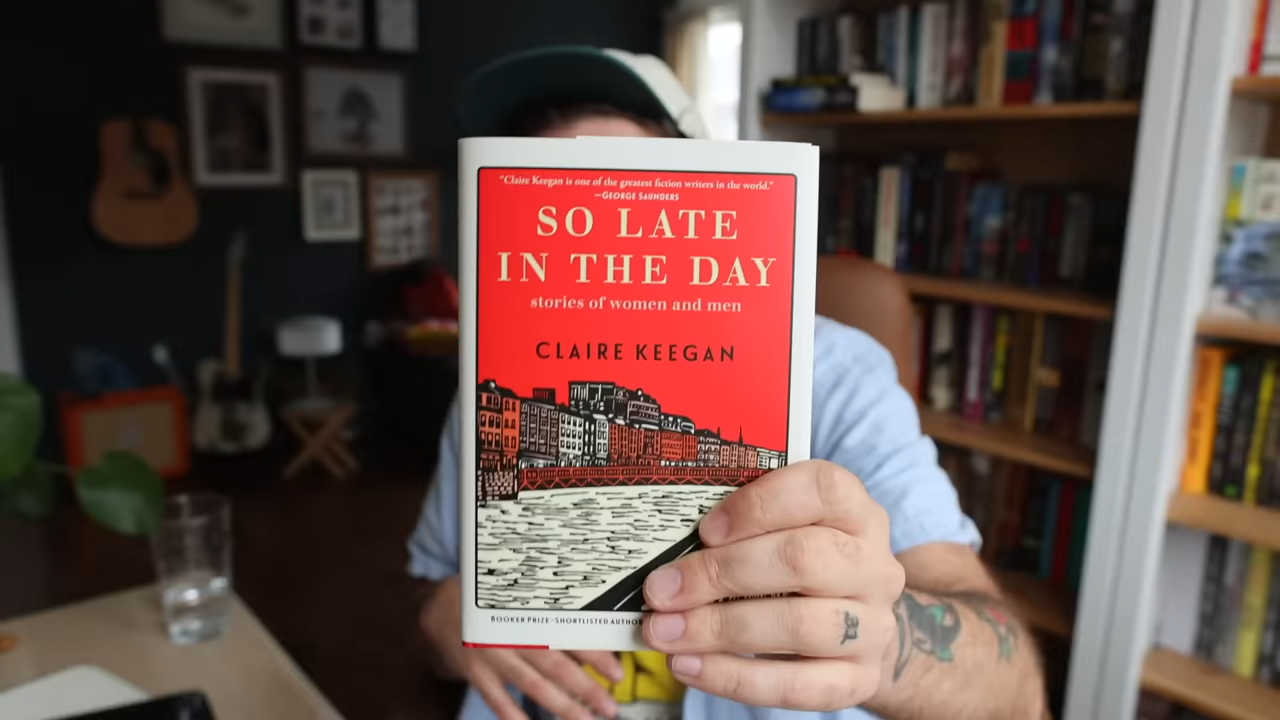 "Claire Keegan is one of the greatest fiction writers in the world."
—GEORGE SAUNDERS
SO LATE
IN THE DAY
stories of women and men
CLAIRE KEEGAN
BOOKER PRIZE–SHORTLISTED AUTHOR